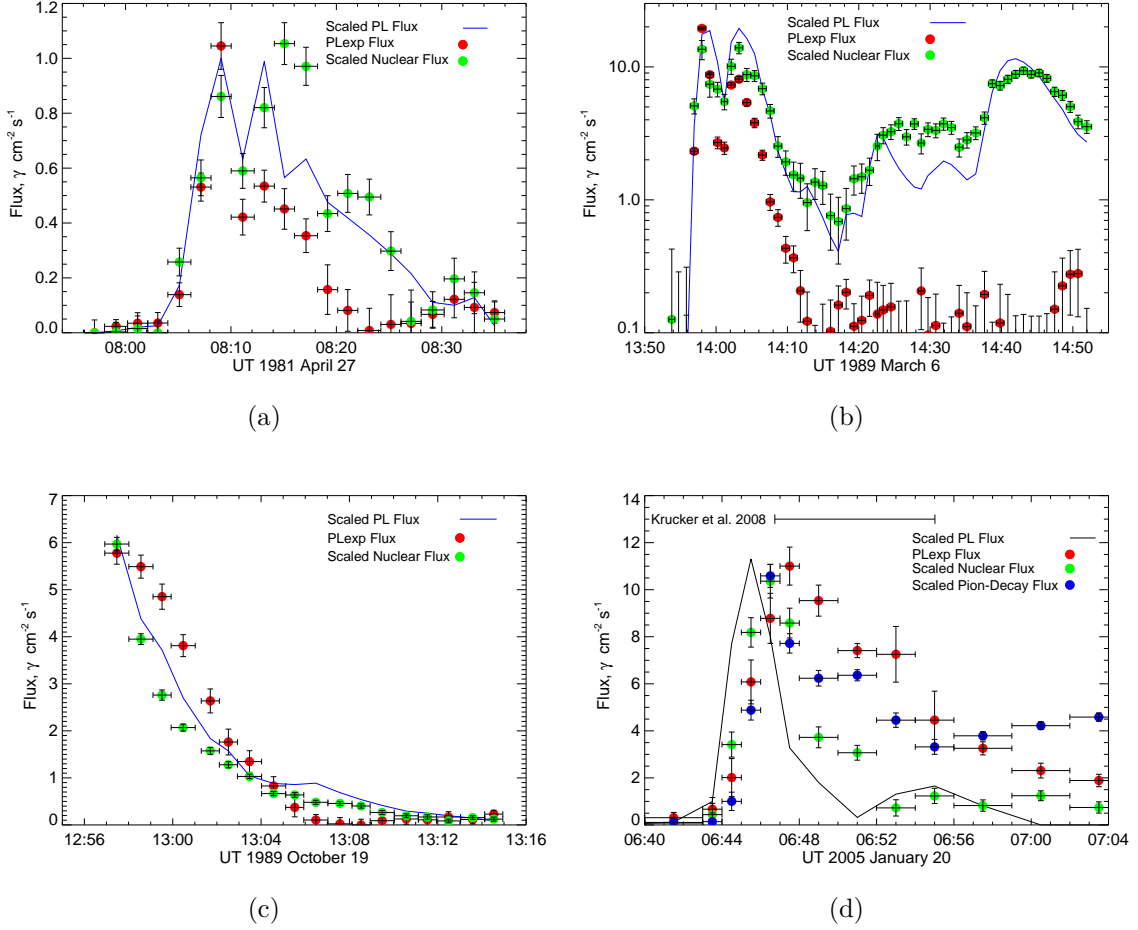 Scaled PL Flux
PLexp Flux
Scaled Nuclear Flux
Flux, γ cm⁻² s⁻¹
1.2
1.0
0.8
0.6
0.4
0.2
0.0
08:00 08:10 08:20 08:30
UT 1981 April 27
(a)
Scaled PL Flux
PLexp Flux
Scaled Nuclear Flux
Flux, γ cm⁻² s⁻¹
10.0
1.0
0.1
13:50 14:00 14:10 14:20 14:30 14:40 14:50
UT 1989 March 6
(b)
Scaled PL Flux
PLexp Flux
Scaled Nuclear Flux
Flux, γ cm⁻² s⁻¹
7
6
5
4
3
2
1
0
12:56 13:00 13:04 13:08 13:12 13:16
UT 1989 October 19
(c)
Krucker et al. 2008
Scaled PL Flux
PLexp Flux
Scaled Nuclear Flux
Scaled Pion-Decay Flux
Flux, γ cm⁻² s⁻¹
14
12
10
8
6
4
2
0
06:40 06:44 06:48 06:52 06:56 07:00 07:04
UT 2005 January 20
(d)